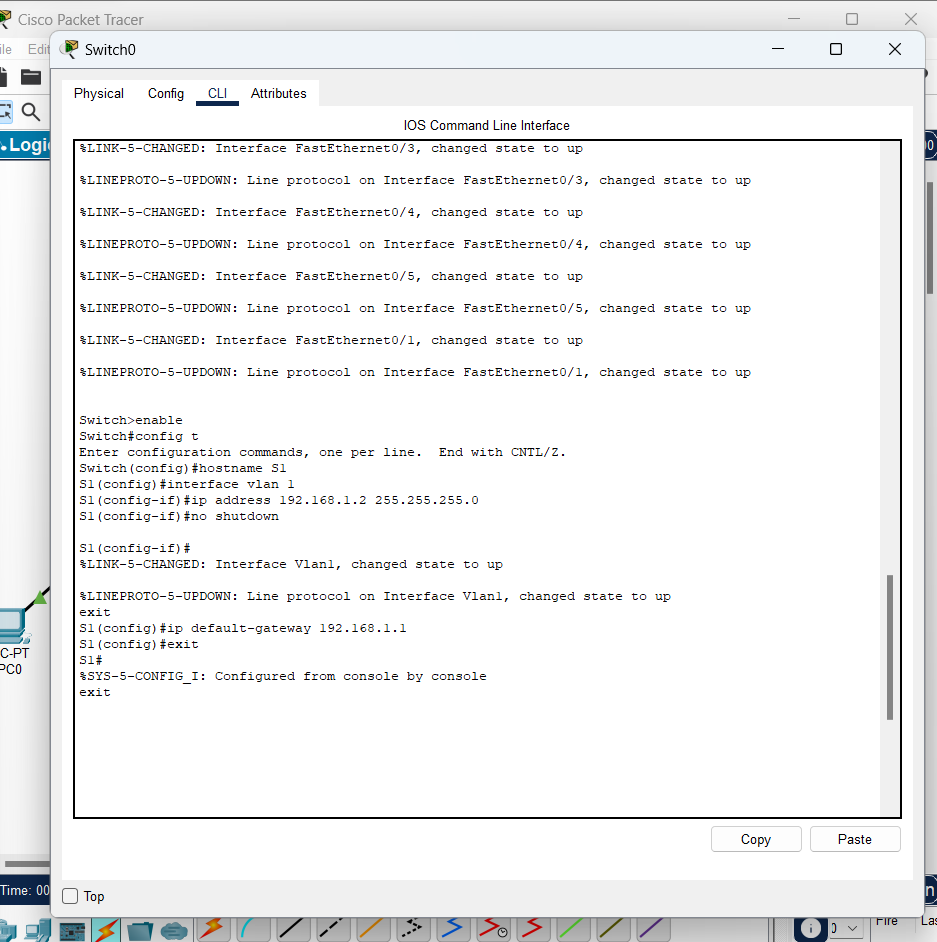 Cisco Packet Tracer
ile Edit
Switch0
Logi
Physical Config CLI Attributes
IOS Command Line Interface
%LINK-5-CHANGED: Interface FastEthernet0/3, changed state to up
%LINEPROTO-5-UPDOWN: Line protocol on Interface FastEthernet0/3, changed state to up
%LINK-5-CHANGED: Interface FastEthernet0/4, changed state to up
%LINEPROTO-5-UPDOWN: Line protocol on Interface FastEthernet0/4, changed state to up
%LINK-5-CHANGED: Interface FastEthernet0/5, changed state to up
%LINEPROTO-5-UPDOWN: Line protocol on Interface FastEthernet0/5, changed state to up
%LINK-5-CHANGED: Interface FastEthernet0/1, changed state to up
%LINEPROTO-5-UPDOWN: Line protocol on Interface FastEthernet0/1, changed state to up
Switch>enable
Switch#config t
Enter configuration commands, one per line.  End with CNTL/Z.
Switch(config)#hostname S1
S1(config)#interface vlan 1
S1(config-if)#ip address 192.168.1.2 255.255.255.0
S1(config-if)#no shutdown
S1(config-if)#
%LINK-5-CHANGED: Interface Vlan1, changed state to up
%LINEPROTO-5-UPDOWN: Line protocol on Interface Vlan1, changed state to up
exit
S1(config)#ip default-gateway 192.168.1.1
S1(config)#exit
S1#
%SYS-5-CONFIG_I: Configured from console by console
exit
C-PT
PC0
Copy Paste
Time: 00
Top
0
Fire
Las